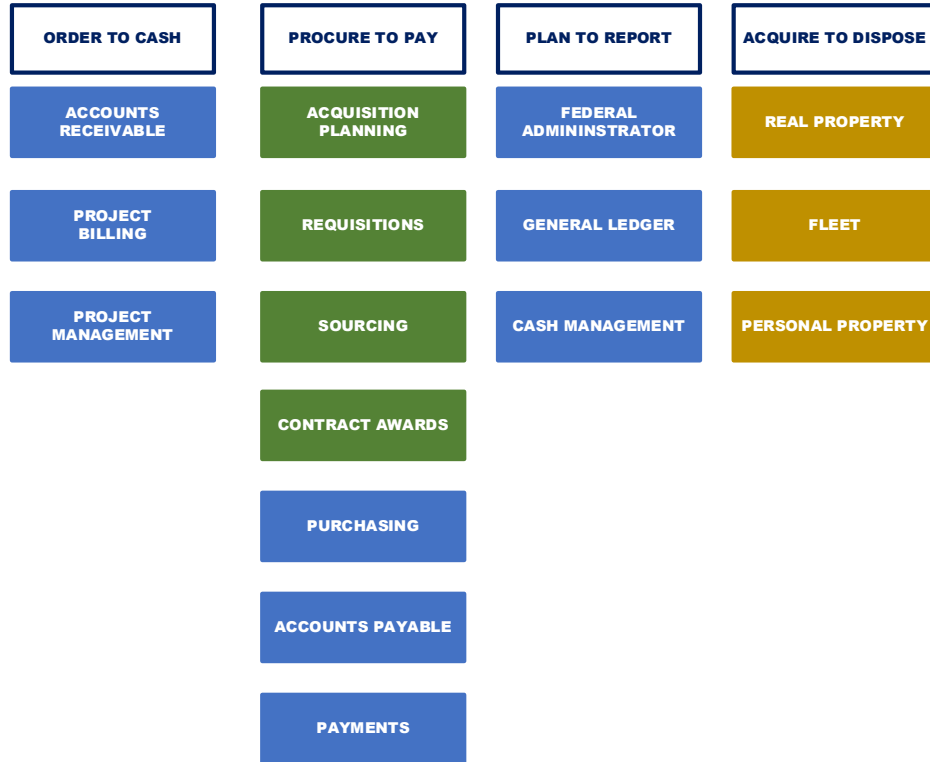 ORDER TO CASH
PROCURE TO PAY
PLAN TO REPORT
ACQUIRE TO DISPOSE
ACCOUNTS
RECEIVABLE
ACQUISITION
PLANNING
FEDERAL
ADMININSTRATOR
REAL PROPERTY
PROJECT
BILLING
REQUISITIONS
GENERAL LEDGER
FLEET
PROJECT
MANAGEMENT
SOURCING
CASH MANAGEMENT
PERSONAL PROPERTY
CONTRACT AWARDS
PURCHASING
ACCOUNTS PAYABLE
PAYMENTS